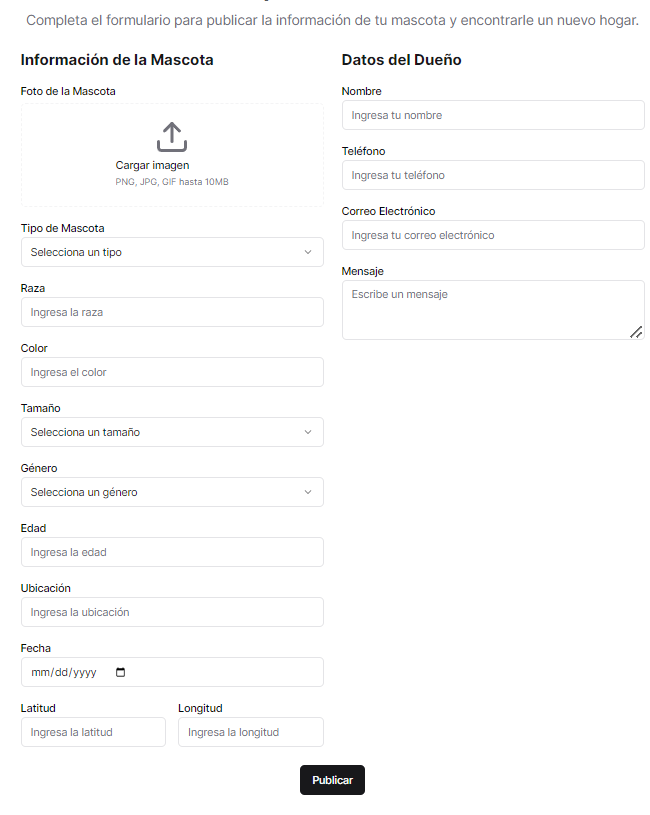 Completa el formulario para publicar la información de tu mascota y encontrarle un nuevo hogar.
Información de la Mascota
Foto de la Mascota
Cargar imagen
PNG, JPG, GIF hasta 10MB
Tipo de Mascota
Selecciona un tipo
Raza
Ingresa la raza
Color
Ingresa el color
Tamaño
Selecciona un tamaño
Género
Selecciona un género
Edad
Ingresa la edad
Ubicación
Ingresa la ubicación
Fecha
mm/dd/yyyy
Latitud
Ingresa la latitud
Longitud
Ingresa la longitud
Datos del Dueño
Nombre
Ingresa tu nombre
Teléfono
Ingresa tu teléfono
Correo Electrónico
Ingresa tu correo electrónico
Mensaje
Escribe un mensaje
Publicar